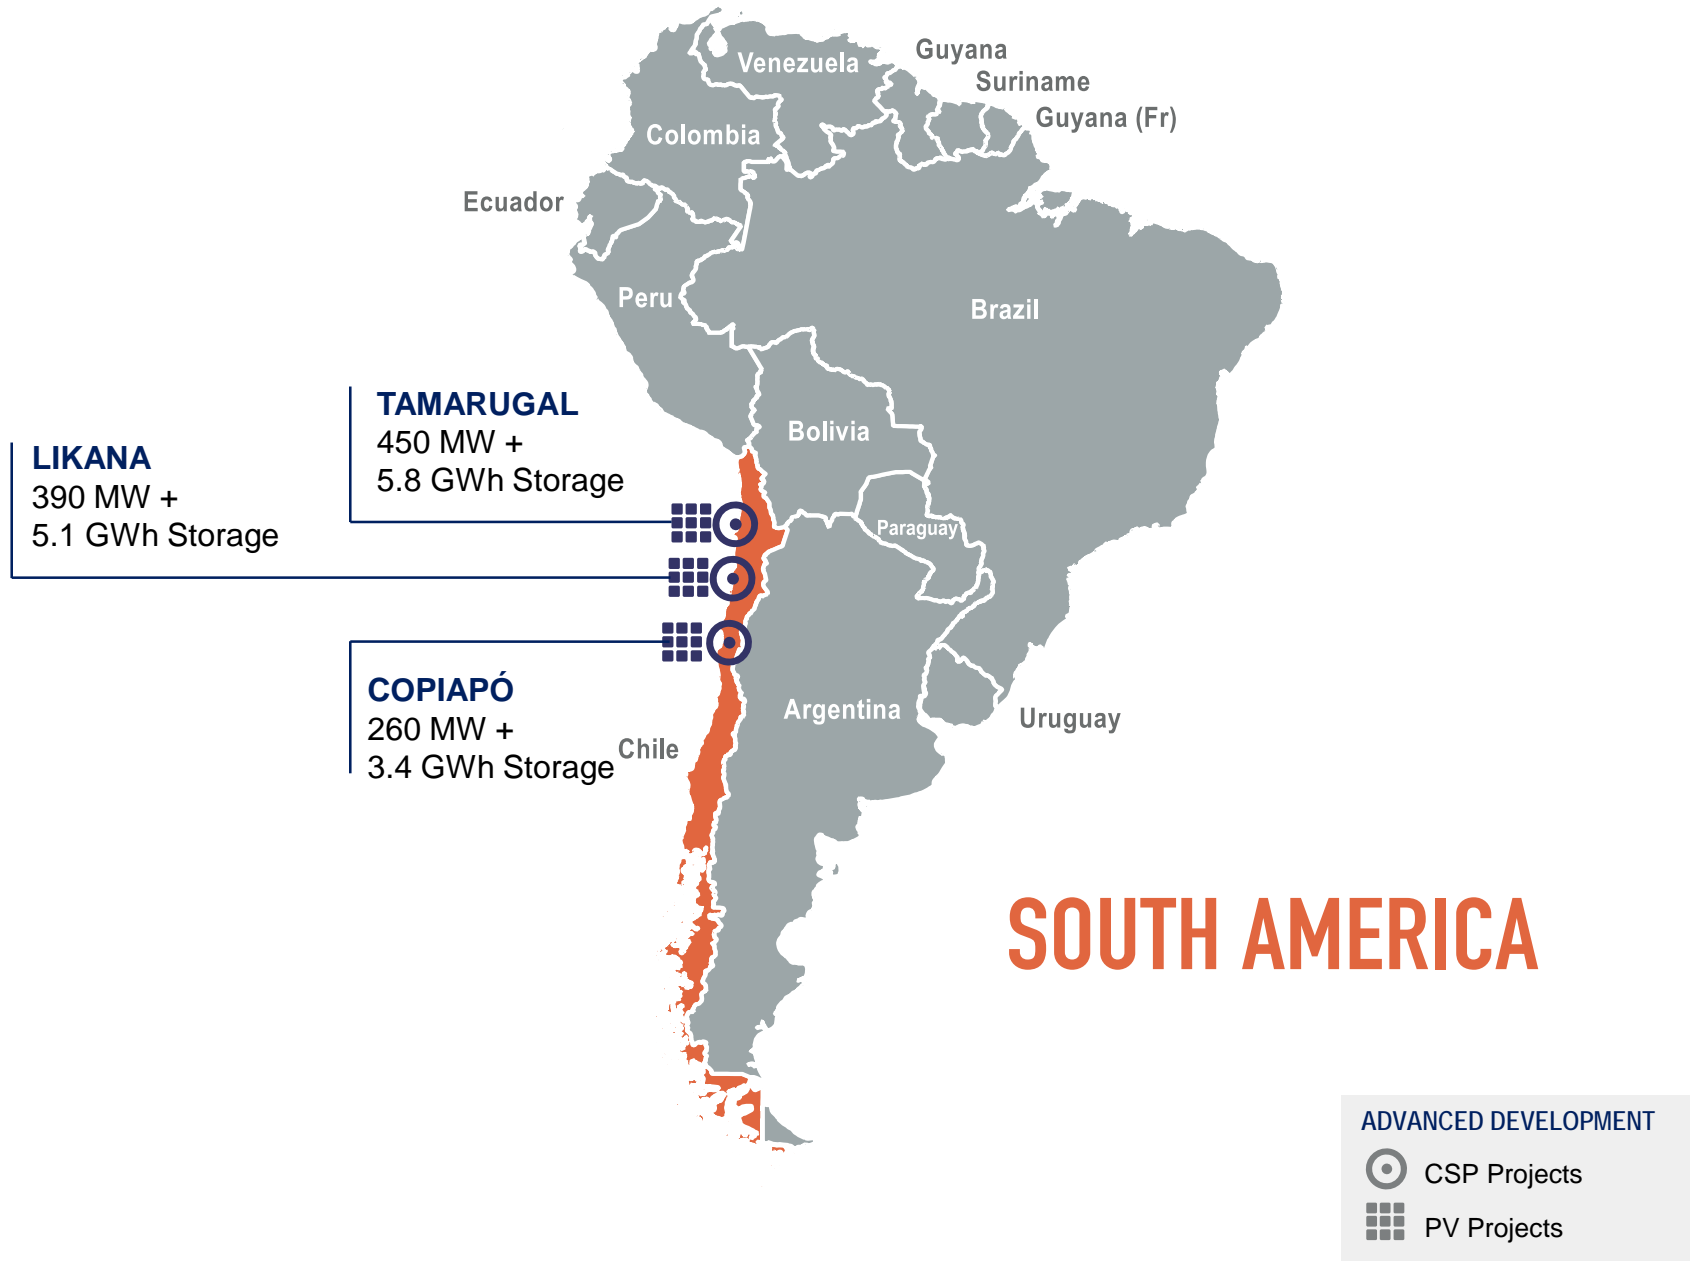 Venezuela
Guyana
Suriname
Guyana (Fr)
Colombia
Ecuador
Peru
Brazil
Bolivia
Paraguay
TAMARUGAL
450 MW +
5.8 GWh Storage
LIKANA
390 MW +
5.1 GWh Storage
COPIAPÓ
260 MW +
3.4 GWh Storage
Chile
Argentina
Uruguay
SOUTH AMERICA
ADVANCED DEVELOPMENT
CSP Projects
PV Projects